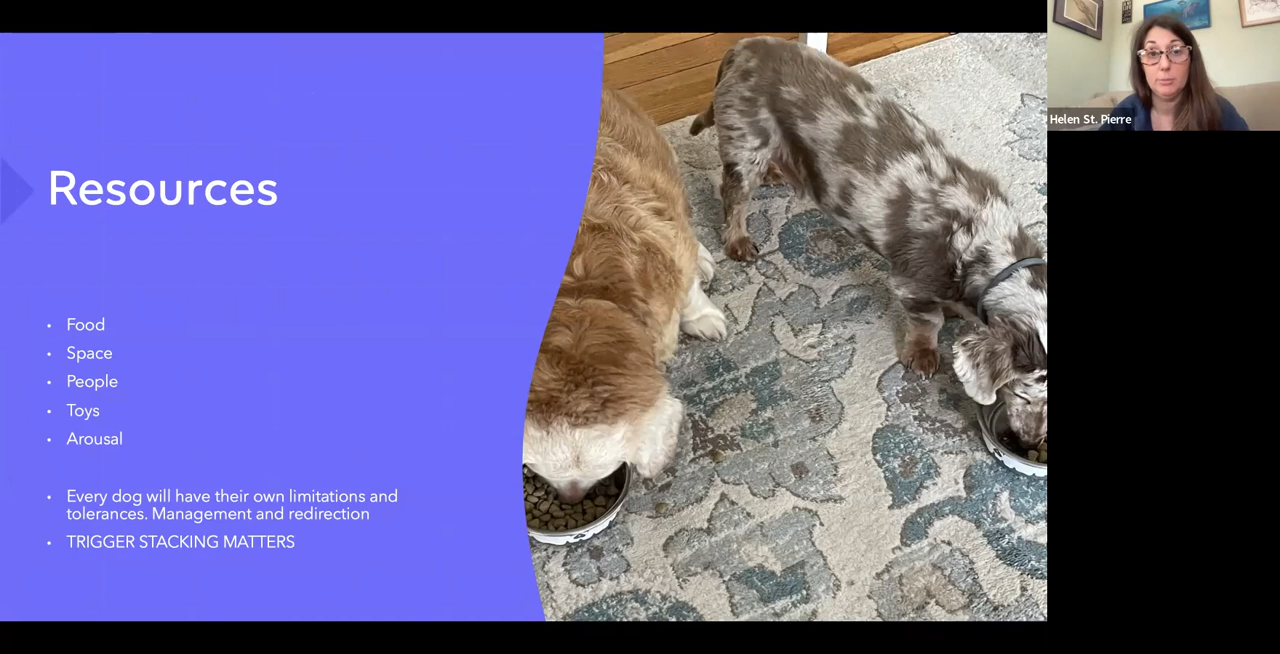 Resources
• Food
• Space
• People
• Toys
• Arousal
• Every dog will have their own limitations and
tolerances. Management and redirection
• TRIGGER STACKING MATTERS
Helen St. Pierre